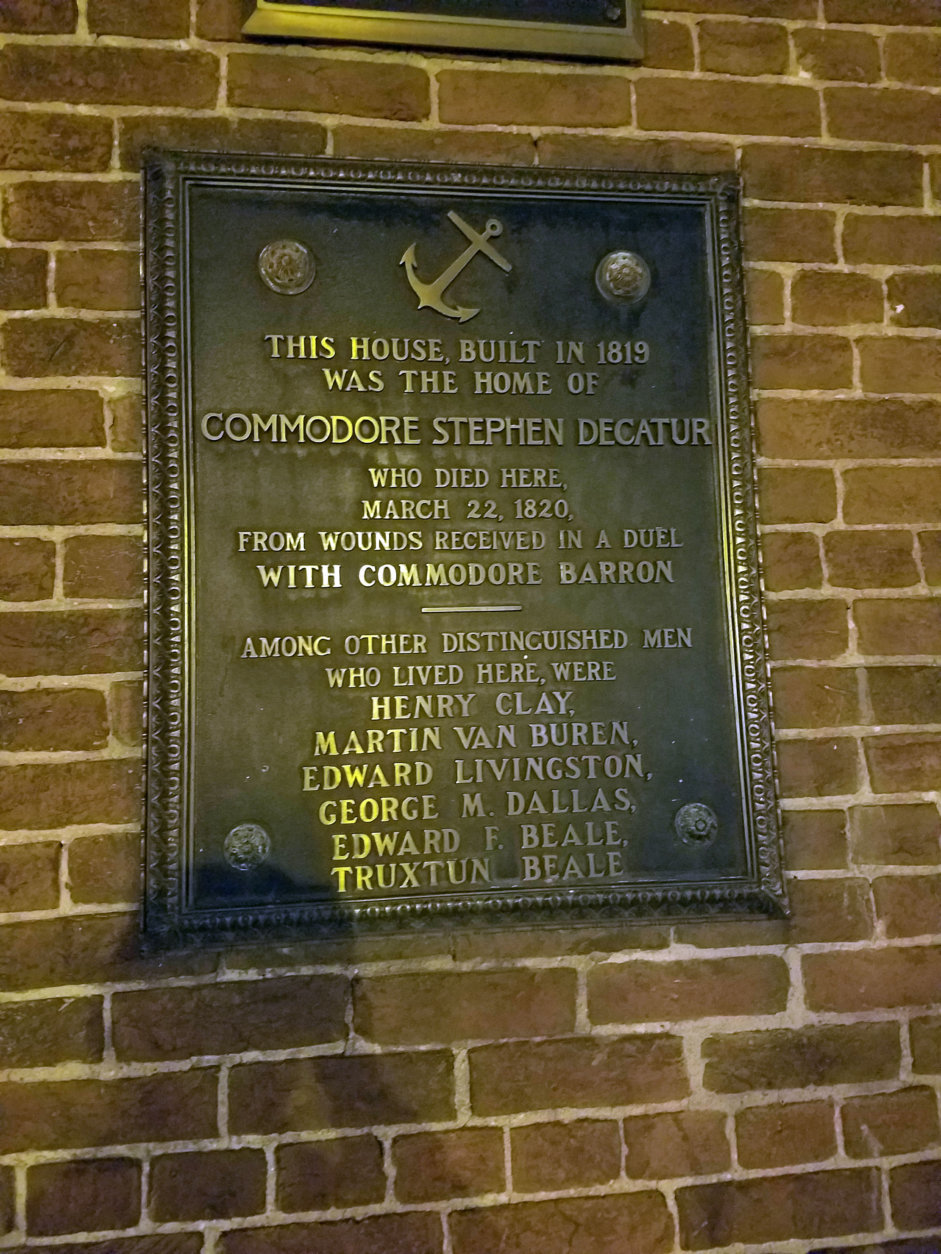 THIS HOUSE, BUILT IN 1819
WAS THE HOME OF
COMMODORE STEPHEN DECATUR
WHO DIED HERE,
MARCH 22, 1820,
FROM WOUNDS RECEIVED IN A DUEL
WITH COMMODORE BARRON
AMONG OTHER DISTINGUISHED MEN
WHO LIVED HERE, WERE
HENRY CLAY,
MARTIN VAN BUREN,
EDWARD LIVINGSTON,
GEORGE M. DALLAS,
EDWARD F. BEALE,
TRUXTUN BEALE